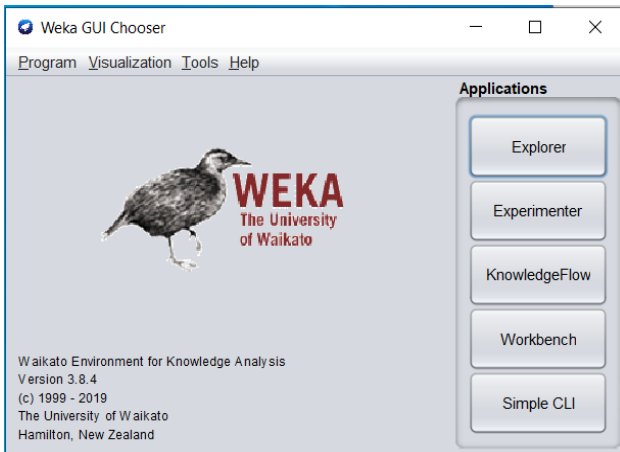 Weka GUI Chooser
Program Visualization Tools Help
Applications
Explorer
Experimenter
KnowledgeFlow
Workbench
Simple CLI
WEKA
The University
of Waikato
Waikato Environment for Knowledge Analysis
Version 3.8.4
(c) 1999 - 2019
The University of Waikato
Hamilton, New Zealand